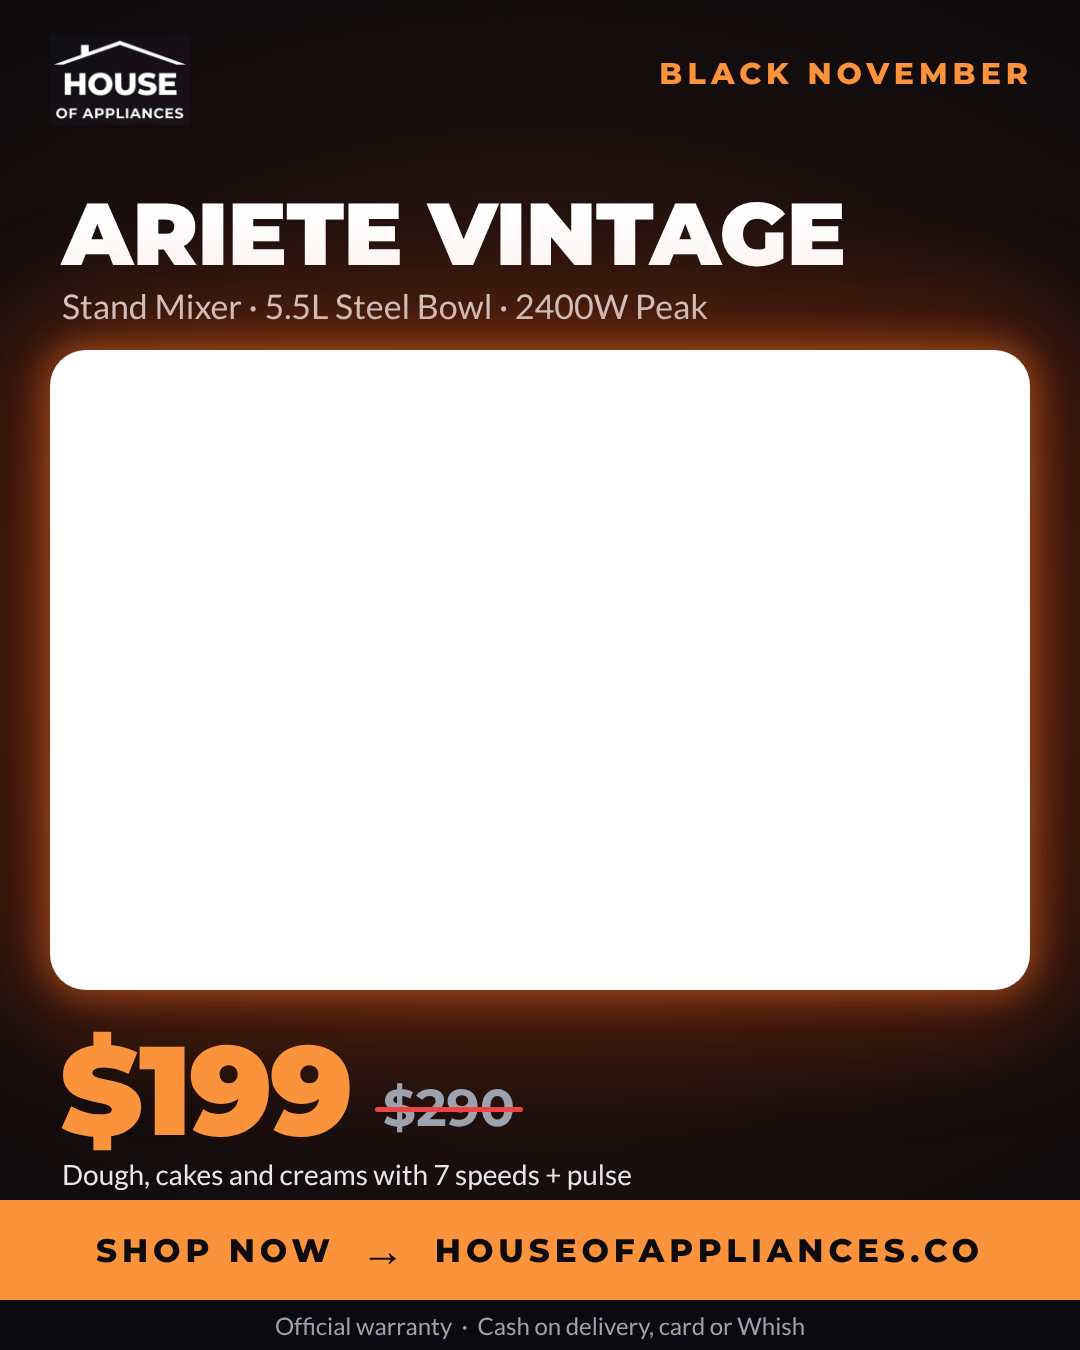 HOUSE
OF APPLIANCES
BLACK NOVEMBER
ARIETE VINTAGE
Stand Mixer · 5.5L Steel Bowl · 2400W Peak
$199 $290
Dough, cakes and creams with 7 speeds + pulse
SHOP NOW → HOUSEOFAPPLIANCES.CO
Official warranty · Cash on delivery, card or Whish